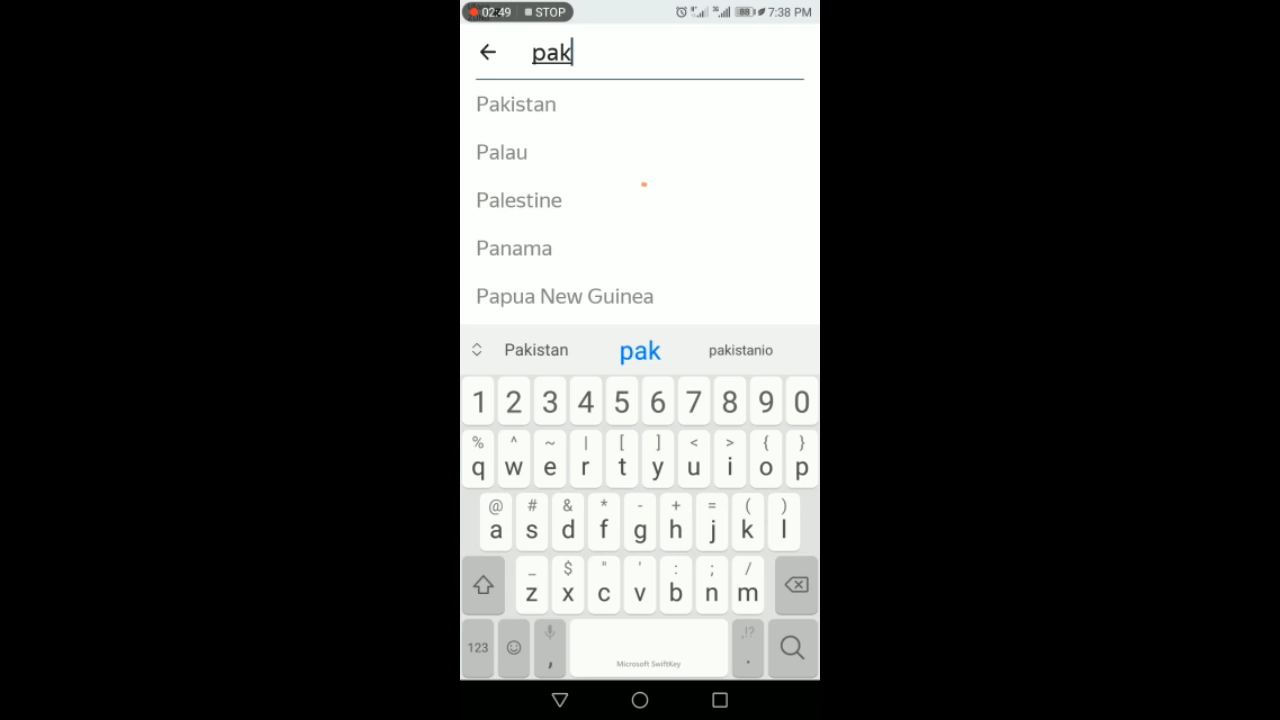 02:49 STOP 88 7:38 PM
pak
Pakistan
Palau
Palestine
Panama
Papua New Guinea
Pakistan pak pakistanio
1 2 3 4 5 6 7 8 9 0
% ^ ~ | [ ] < > { }
q w e r t y u i o p
@ # & * - + = ( )
a s d f g h j k l
_ $ " ' : ; /
z x c v b n m
,!?
123 , Microsoft SwiftKey .